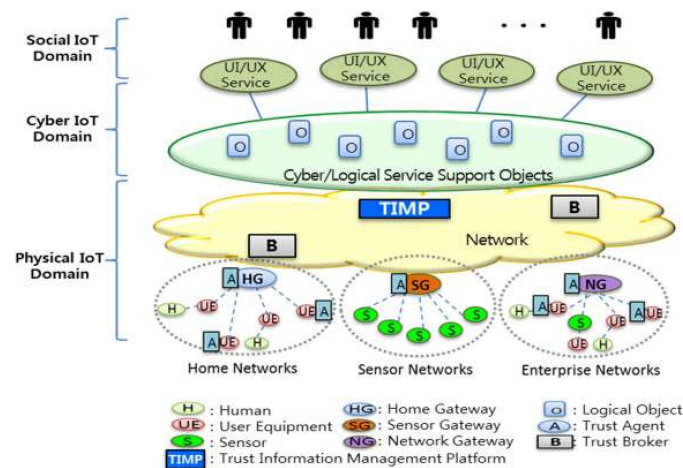 Social IoT
Domain
UI/UX
Service
UI/UX
Service
UI/UX
Service
UI/UX
Service
Cyber IoT
Domain
O O O O O O O
Cyber/Logical Service Support Objects
TIMP
B
B
Network
Physical IoT
Domain
A HG
A SG
A NG
H UE UE A
A UE H UE
S S S S S
H A UE S UE A
UE H
Home Networks
Sensor Networks
Enterprise Networks
H : Human
UE : User Equipment
S : Sensor
TIMP : Trust Information Management Platform
HG : Home Gateway
SG : Sensor Gateway
NG : Network Gateway
O : Logical Object
A : Trust Agent
B : Trust Broker